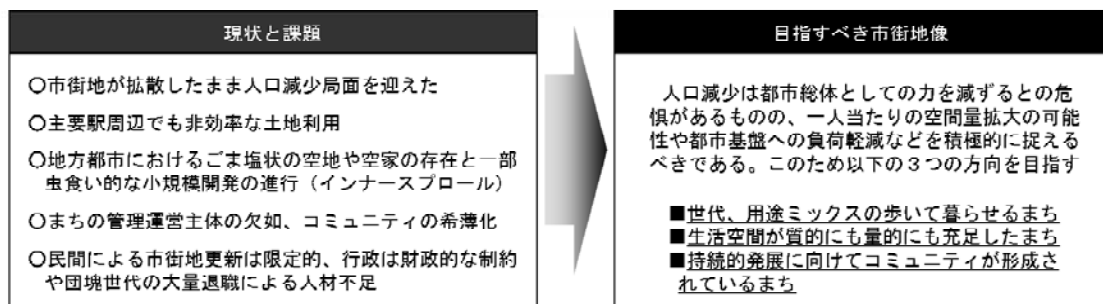 現状と課題
○市街地が拡散したまま人口減少局面を迎えた
○主要駅周辺でも非効率な土地利用
○地方都市におけるごま塩状の空地や空家の存在と一部
虫食い的な小規模開発の進行（インナースプロール）
○まちの管理運営主体の欠如、コミュニティの希薄化
○民間による市街地更新は限定的、行政は財政的な制約
や団塊世代の大量退職による人材不足
目指すべき市街地像
人口減少は都市総体としての力を減ずるとの危
惧があるものの、一人当たりの空間量拡大の可能
性や都市基盤への負荷軽減などを積極的に捉える
べきである。このため以下の３つの方向を目指す
■世代、用途ミックスの歩いて暮らせるまち
■生活空間が質的にも量的にも充足したまち
■持続的発展に向けてコミュニティが形成さ
れているまち